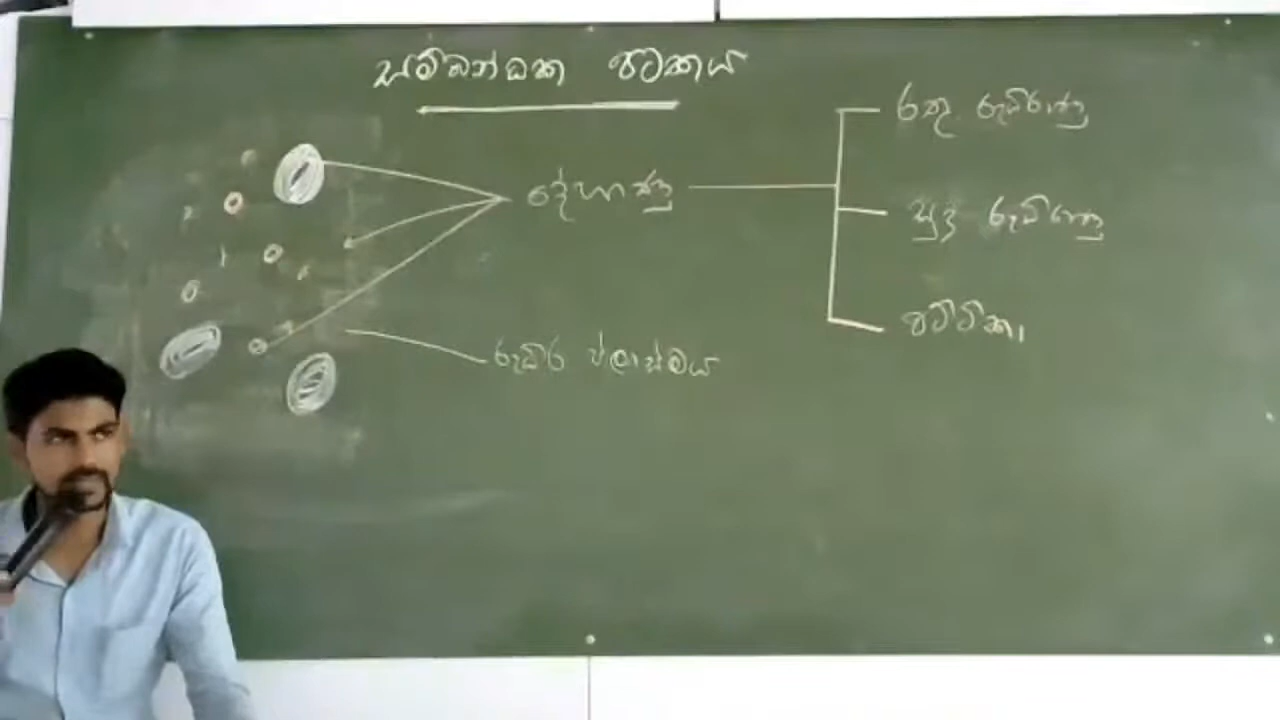 සම්බන්ධක පටකය
රතු රුධිරාණු
දේහාණු
සුදු රුධිරාණු
පට්ටිකා
රුධිර ප්ලාස්මය